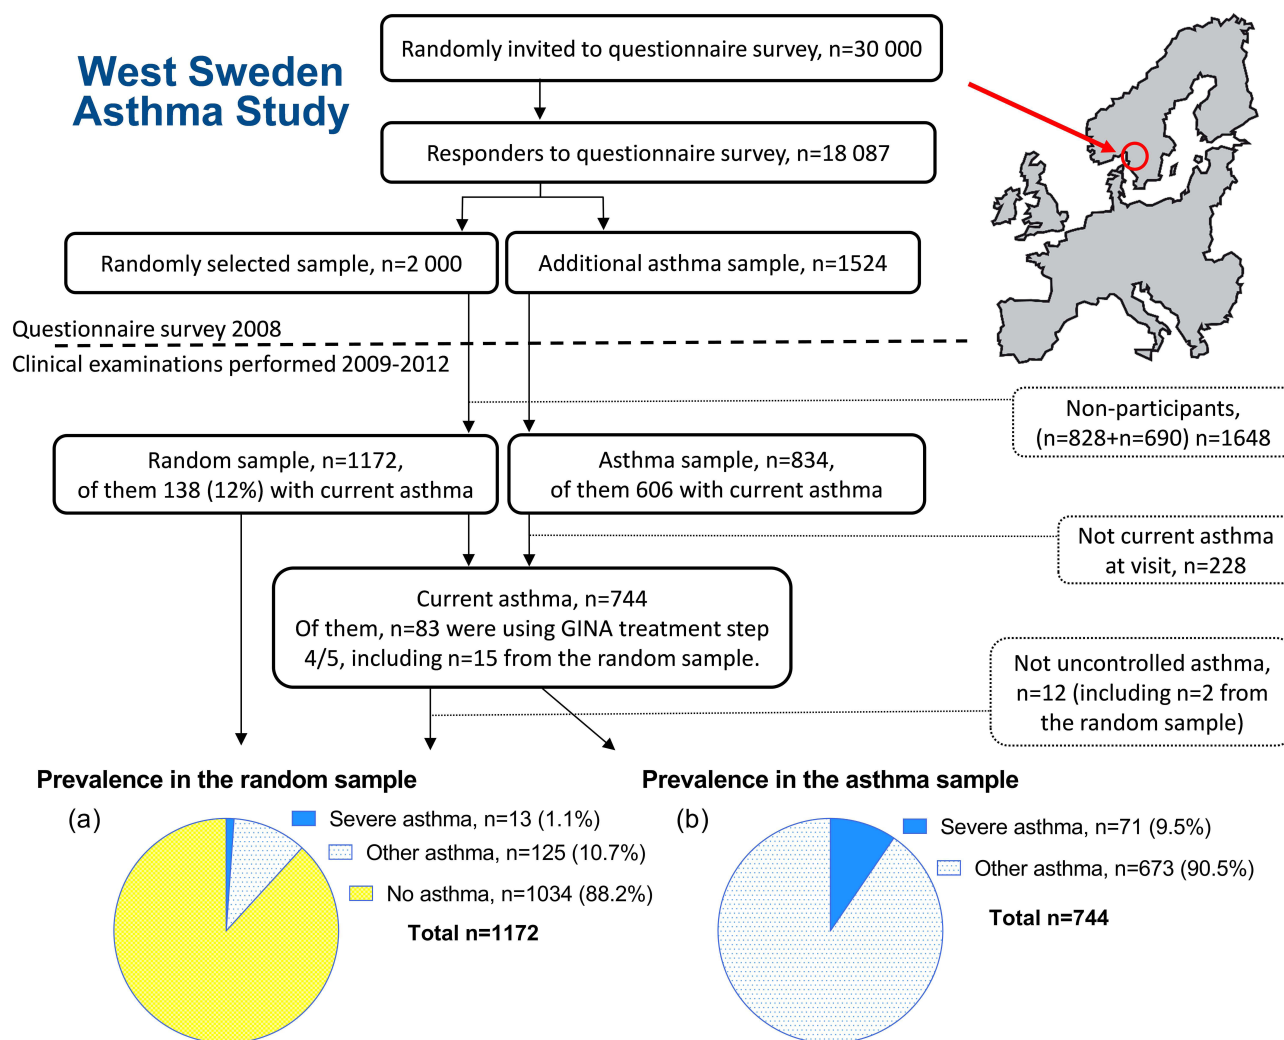 West Sweden
Asthma Study
Randomly invited to questionnaire survey, n=30 000
Responders to questionnaire survey, n=18 087
Randomly selected sample, n=2 000
Additional asthma sample, n=1524
Questionnaire survey 2008
Clinical examinations performed 2009-2012
Non-participants,
(n=828+n=690) n=1648
Random sample, n=1172,
of them 138 (12%) with current asthma
Asthma sample, n=834,
of them 606 with current asthma
Not current asthma
at visit, n=228
Current asthma, n=744
Of them, n=83 were using GINA treatment step
4/5, including n=15 from the random sample.
Not uncontrolled asthma,
n=12 (including n=2 from
the random sample)
Prevalence in the random sample
(a)
Severe asthma, n=13 (1.1%)
Other asthma, n=125 (10.7%)
No asthma, n=1034 (88.2%)
Total n=1172
Prevalence in the asthma sample
(b)
Severe asthma, n=71 (9.5%)
Other asthma, n=673 (90.5%)
Total n=744